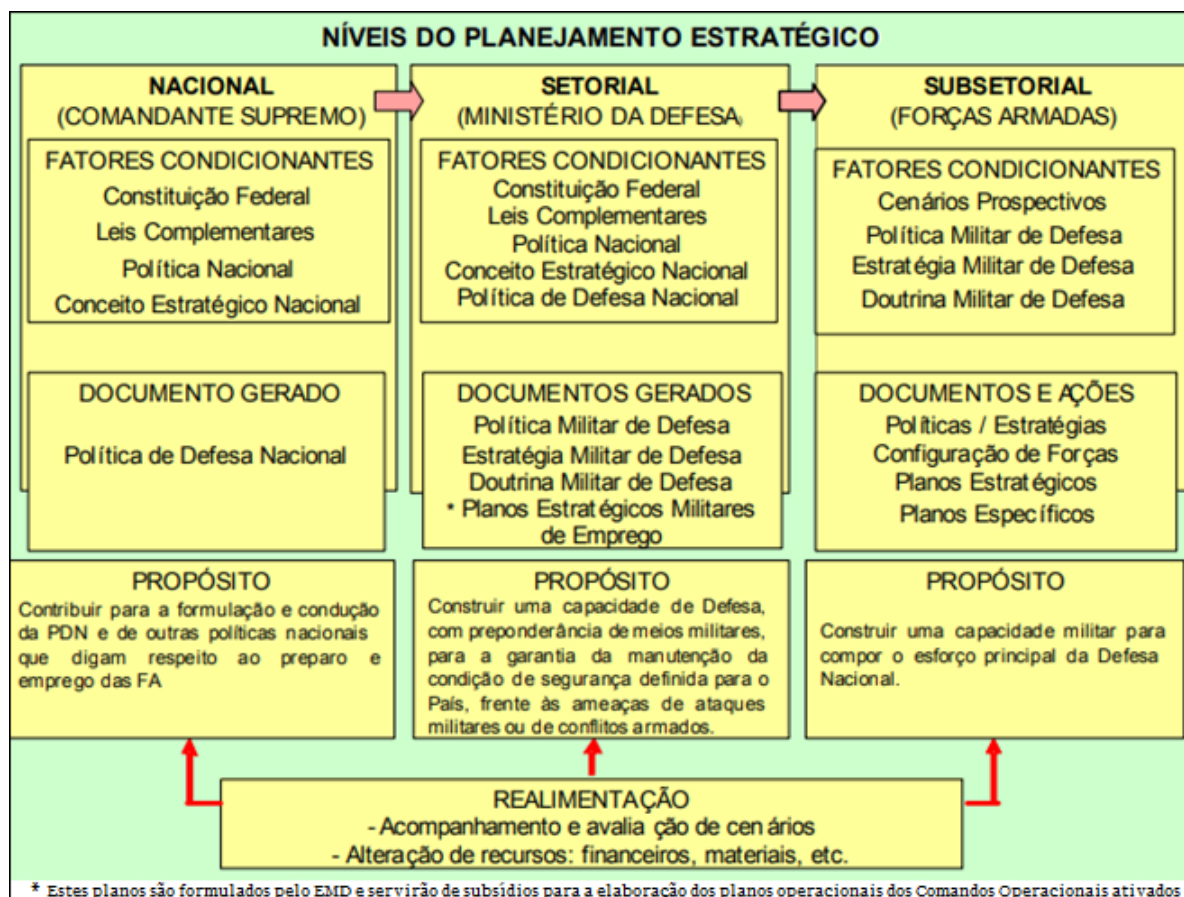 NÍVEIS DO PLANEJAMENTO ESTRATÉGICO
NACIONAL
(COMANDANTE SUPREMO)
FATORES CONDICIONANTES
Constituição Federal
Leis Complementares
Política Nacional
Conceito Estratégico Nacional
DOCUMENTO GERADO
Política de Defesa Nacional
PROPÓSITO
Contribuir para a formulação e condução
da PDN e de outras políticas nacionais
que digam respeito ao preparo e
emprego das FA
SETORIAL
(MINISTÉRIO DA DEFESA)
FATORES CONDICIONANTES
Constituição Federal
Leis Complementares
Política Nacional
Conceito Estratégico Nacional
Política de Defesa Nacional
DOCUMENTOS GERADOS
Política Militar de Defesa
Estratégia Militar de Defesa
Doutrina Militar de Defesa
* Planos Estratégicos Militares
de Emprego
PROPÓSITO
Construir uma capacidade de Defesa,
com preponderância de meios militares,
para a garantia da manutenção da
condição de segurança definida para o
País, frente às ameaças de ataques
militares ou de conflitos armados.
SUBSETORIAL
(FORÇAS ARMADAS)
FATORES CONDICIONANTES
Cenários Prospectivos
Política Militar de Defesa
Estratégia Militar de Defesa
Doutrina Militar de Defesa
DOCUMENTOS E AÇÕES
Políticas / Estratégias
Configuração de Forças
Planos Estratégicos
Planos Específicos
PROPÓSITO
Construir uma capacidade militar para
compor o esforço principal da Defesa
Nacional.
REALIMENTAÇÃO
- Acompanhamento e avalia ção de cen ários
- Alteração de recursos: financeiros, materiais, etc.
* Estes planos são formulados pelo EMD e servirão de subsídios para a elaboração dos planos operacionais dos Comandos Operacionais ativados